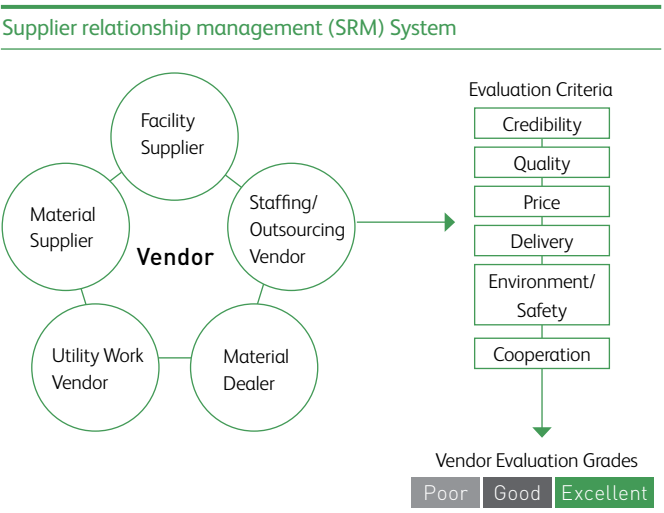 Supplier relationship management (SRM) System
Facility
Supplier
Material
Supplier
Vendor
Staffing/
Outsourcing
Vendor
Utility Work
Vendor
Material
Dealer
Evaluation Criteria
Credibility
Quality
Price
Delivery
Environment/
Safety
Cooperation
Vendor Evaluation Grades
Poor
Good
Excellent